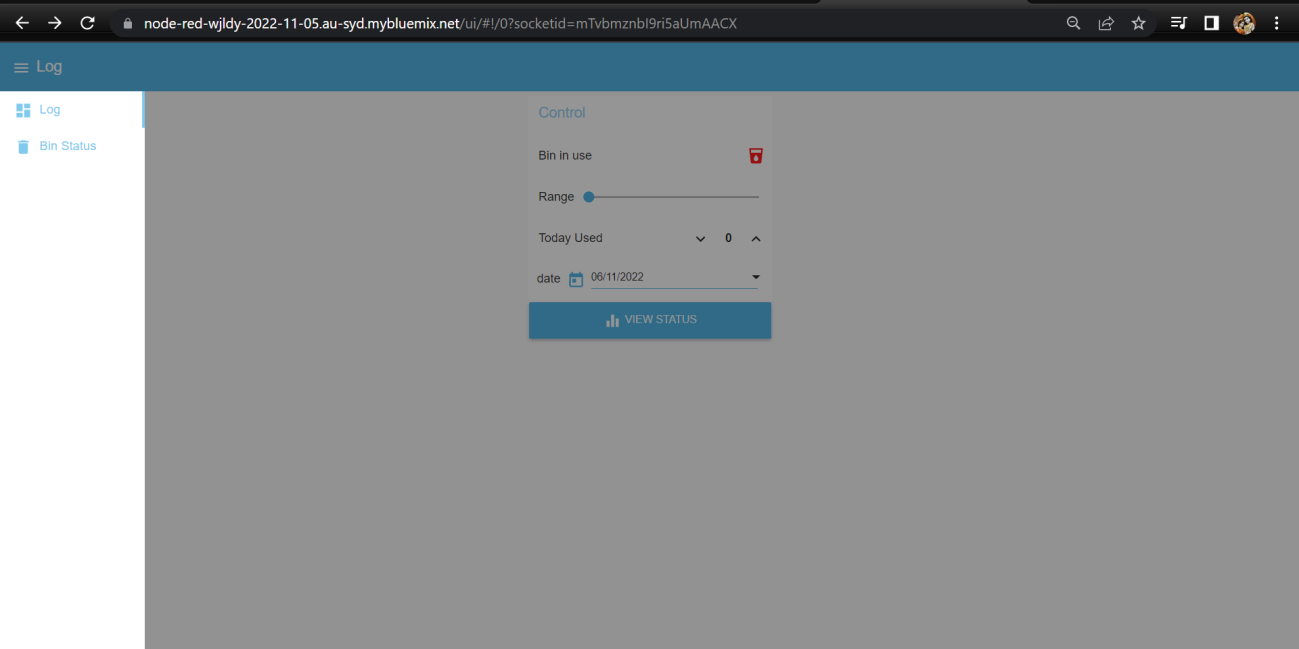 node-red-wjldy-2022-11-05.au-syd.mybluemix.net/ui/#!/0?socketid=mTvbmznbI9ri5aUmAACX
Log
Log
Bin Status
Control
Bin in use
Range
Today Used 0
date 06/11/2022
VIEW STATUS